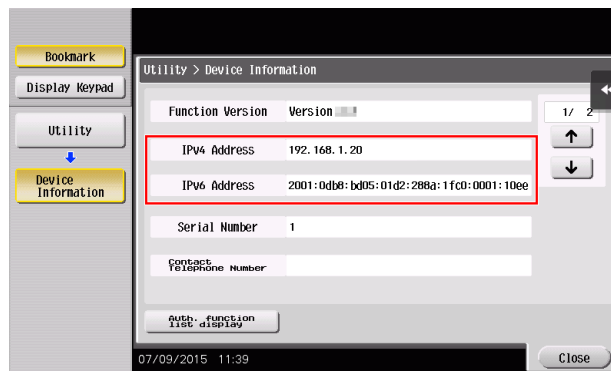 Bookmark
Display Keypad
Utility
Device
Information
Utility > Device Information
Function Version Version
1/ 2
IPv4 Address 192.168.1.20
IPv6 Address 2001:0db8:bd05:01d2:288a:1fc0:0001:10ee
Serial Number 1
Contact
Telephone Number
Auth. function
list display
07/09/2015 11:39
Close